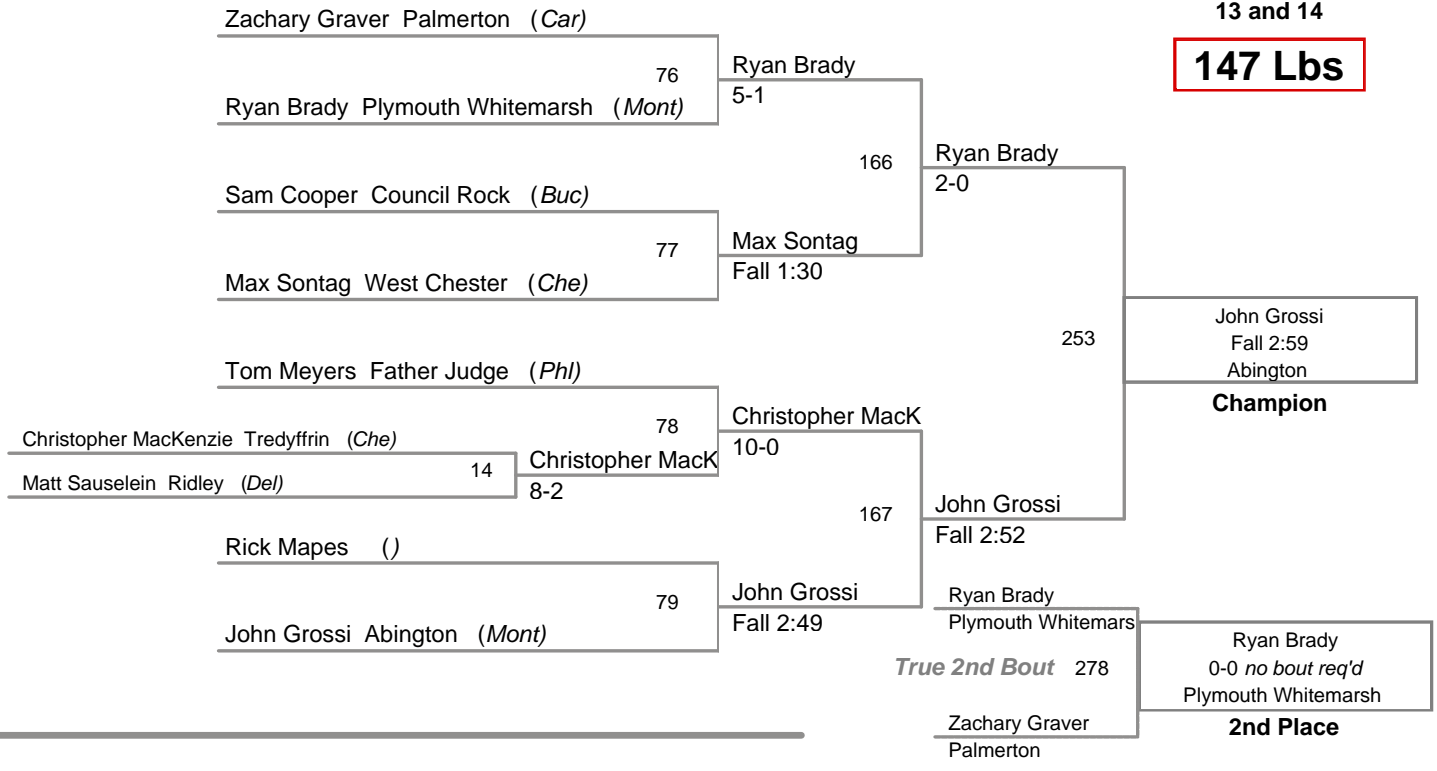 13 and 14
147 Lbs
Zachary Graver Palmerton (Car)
76
Ryan Brady Plymouth Whitemarsh (Mont)
Ryan Brady
5-1
166
Sam Cooper Council Rock (Buc)
77
Max Sontag West Chester (Che)
Max Sontag
Fall 1:30
Ryan Brady
2-0
253
Tom Meyers Father Judge (Phl)
78
Christopher MacKenzie Tredyffrin (Che)
14
Matt Sauselein Ridley (Del)
Christopher MacK
8-2
Christopher MacK
10-0
167
Rick Mapes ()
79
John Grossi Abington (Mont)
John Grossi
Fall 2:49
John Grossi
Fall 2:52
John Grossi
Fall 2:59
Abington
Champion
Ryan Brady
Plymouth Whitemars
True 2nd Bout 278
Zachary Graver
Palmerton
Ryan Brady
0-0 no bout req'd
Plymouth Whitemarsh
2nd Place